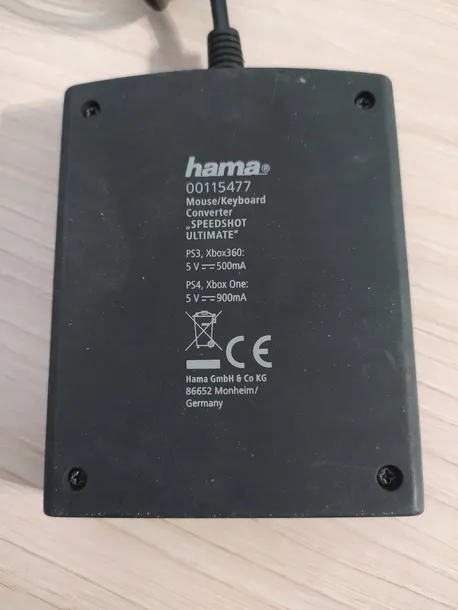 hama®
00115477
Mouse/Keyboard
Converter
„SPEEDSHOT
ULTIMATE"
PS3, Xbox360:
5 V ⎓ 500mA
PS4, Xbox One:
5 V ⎓ 900mA
CE
Hama GmbH & Co KG
86652 Monheim/
Germany